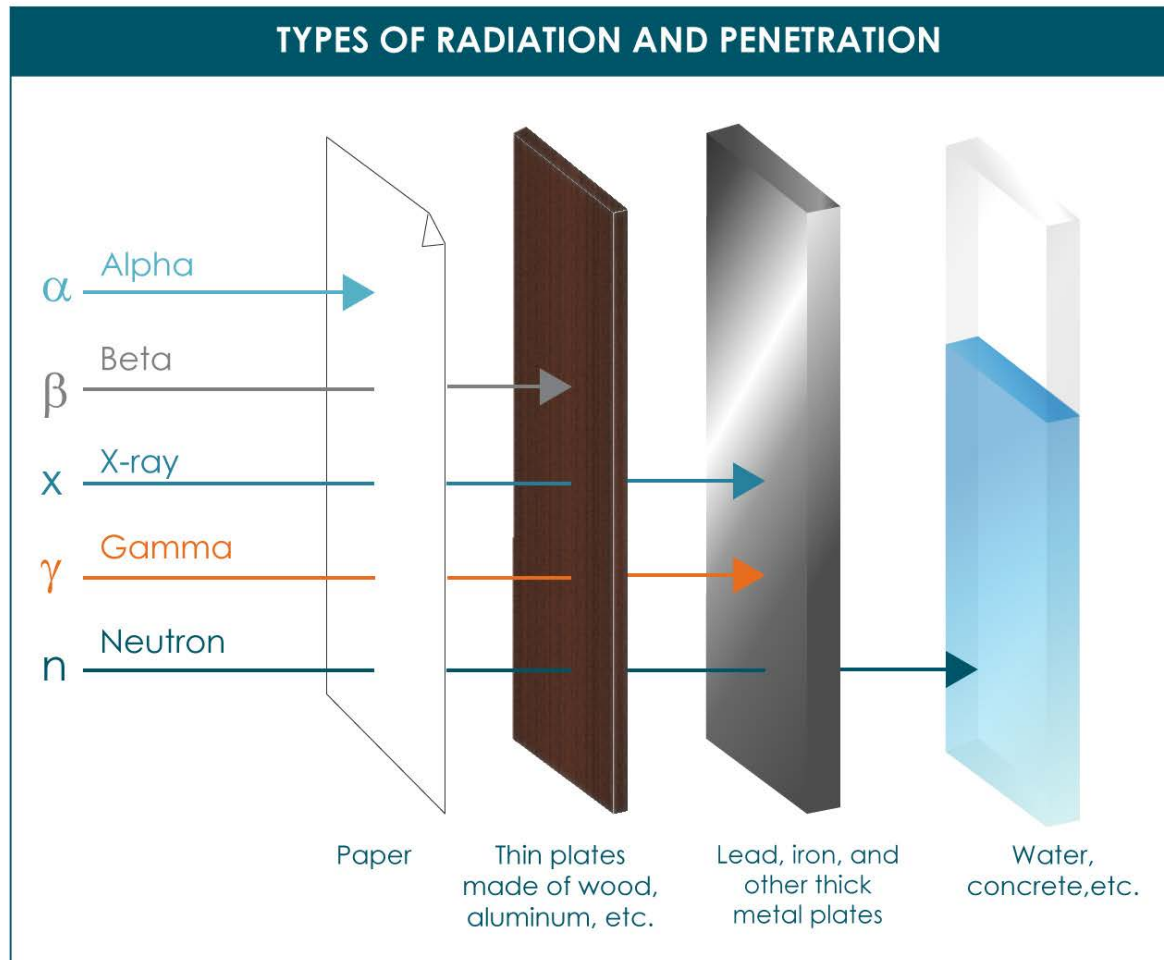 TYPES OF RADIATION AND PENETRATION
α Alpha
β Beta
x X-ray
γ Gamma
n Neutron
Paper
Thin plates
made of wood,
aluminum, etc.
Lead, iron, and
other thick
metal plates
Water,
concrete,etc.